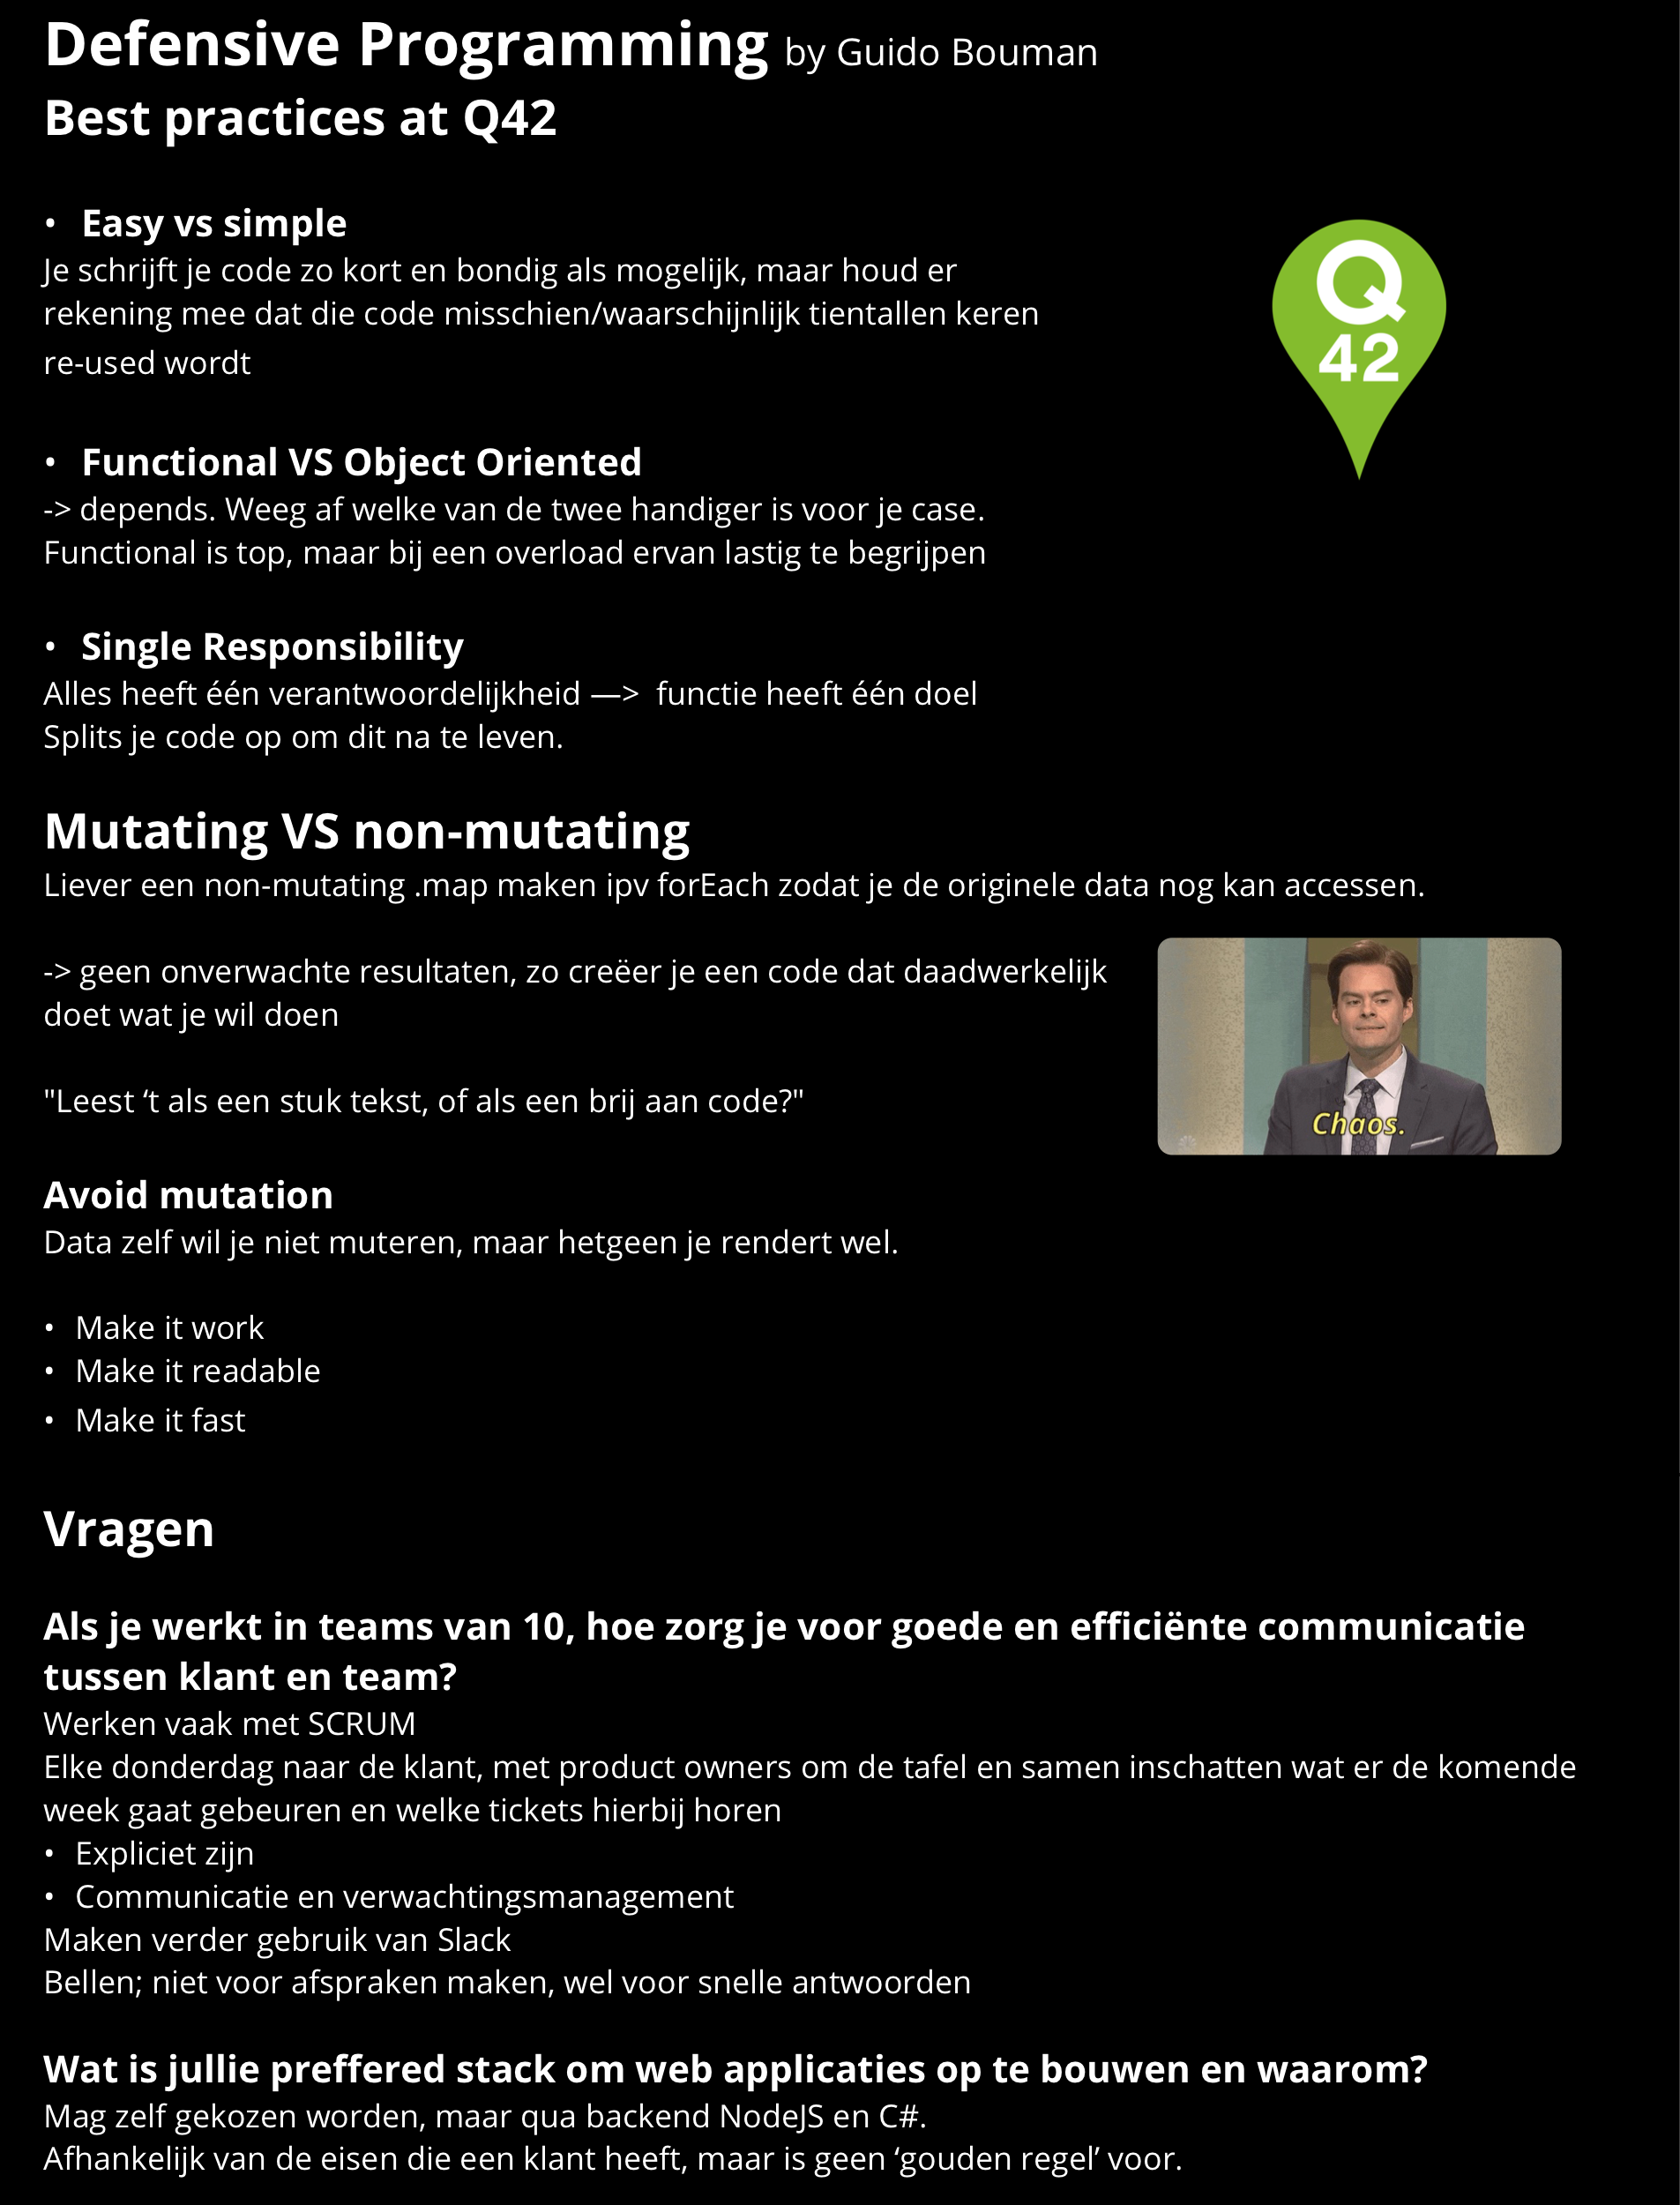 Defensive Programming by Guido Bouman
Best practices at Q42
• Easy vs simple
Je schrijft je code zo kort en bondig als mogelijk, maar houd er
rekening mee dat die code misschien/waarschijnlijk tientallen keren
re-used wordt
Q
42
• Functional VS Object Oriented
-> depends. Weeg af welke van de twee handiger is voor je case.
Functional is top, maar bij een overload ervan lastig te begrijpen
• Single Responsibility
Alles heeft één verantwoordelijkheid —> functie heeft één doel
Splits je code op om dit na te leven.
Mutating VS non-mutating
Liever een non-mutating .map maken ipv forEach zodat je de originele data nog kan accessen.
-> geen onverwachte resultaten, zo creëer je een code dat daadwerkelijk
doet wat je wil doen
"Leest ‘t als een stuk tekst, of als een brij aan code?"
Chaos.
Avoid mutation
Data zelf wil je niet muteren, maar hetgeen je rendert wel.
• Make it work
• Make it readable
• Make it fast
Vragen
Als je werkt in teams van 10, hoe zorg je voor goede en efficiënte communicatie
tussen klant en team?
Werken vaak met SCRUM
Elke donderdag naar de klant, met product owners om de tafel en samen inschatten wat er de komende
week gaat gebeuren en welke tickets hierbij horen
• Expliciet zijn
• Communicatie en verwachtingsmanagement
Maken verder gebruik van Slack
Bellen; niet voor afspraken maken, wel voor snelle antwoorden
Wat is jullie preffered stack om web applicaties op te bouwen en waarom?
Mag zelf gekozen worden, maar qua backend NodeJS en C#.
Afhankelijk van de eisen die een klant heeft, maar is geen ‘gouden regel’ voor.